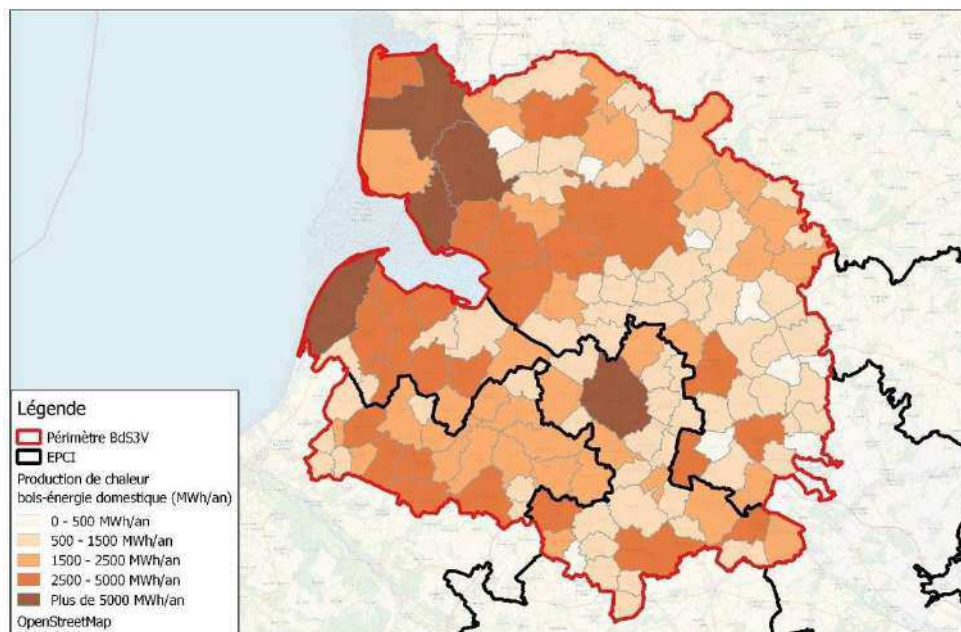 Légende
Périmètre BdS3V
EPCI
Production de chaleur
bois-énergie domestique (MWh/an)
0 - 500 MWh/an
500 - 1500 MWh/an
1500 - 2500 MWh/an
2500 - 5000 MWh/an
Plus de 5000 MWh/an
OpenStreetMap